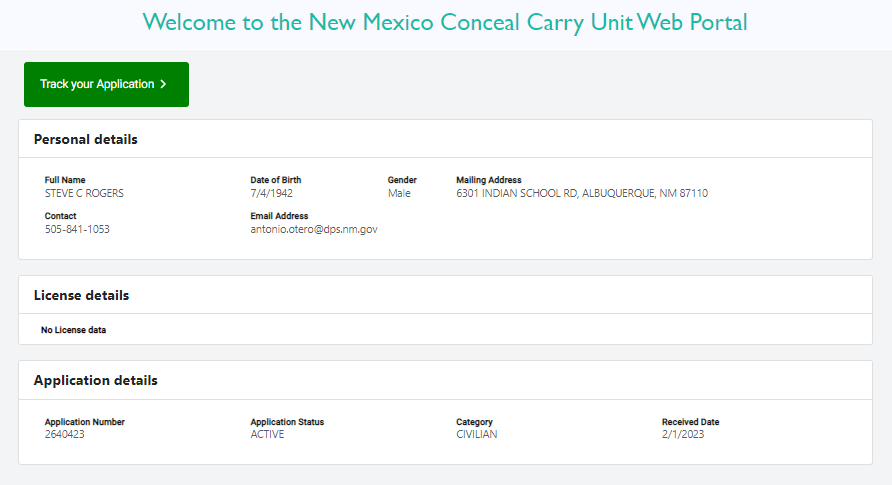 Welcome to the New Mexico Conceal Carry Unit Web Portal
Track your Application >
Personal details
Full Name Date of Birth Gender Mailing Address
STEVE C ROGERS 7/4/1942 Male 6301 INDIAN SCHOOL RD, ALBUQUERQUE, NM 87110
Contact Email Address
505-841-1053 antonio.otero@dps.nm.gov
License details
No License data
Application details
Application Number Application Status Category Received Date
2640423 ACTIVE CIVILIAN 2/1/2023